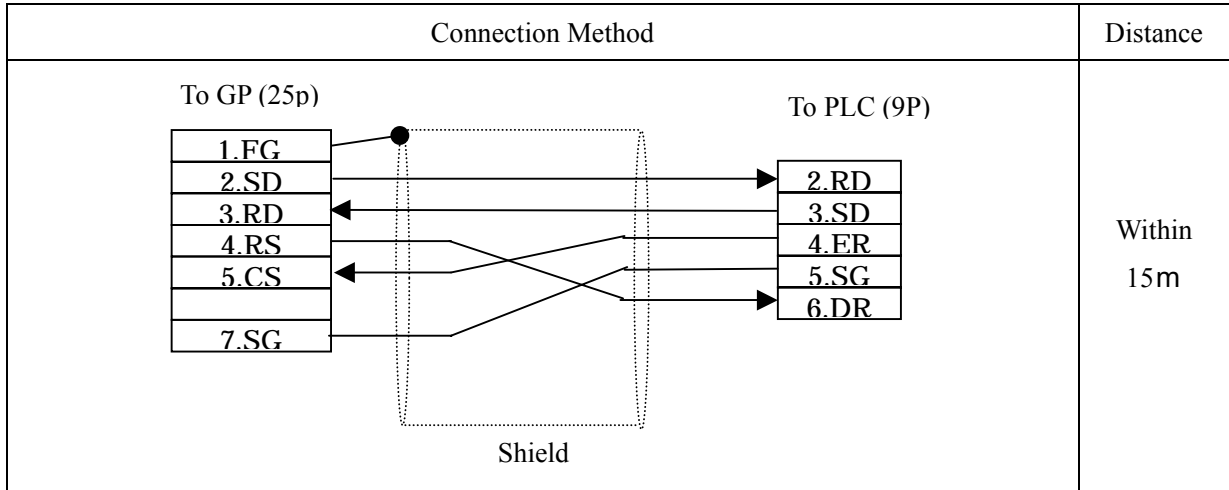 Connection Method
Distance
To GP (25p)
To PLC (9P)
1.FG
2.SD
3.RD
4.RS
5.CS
7.SG
2.RD
3.SD
4.ER
5.SG
6.DR
Shield
Within
15m